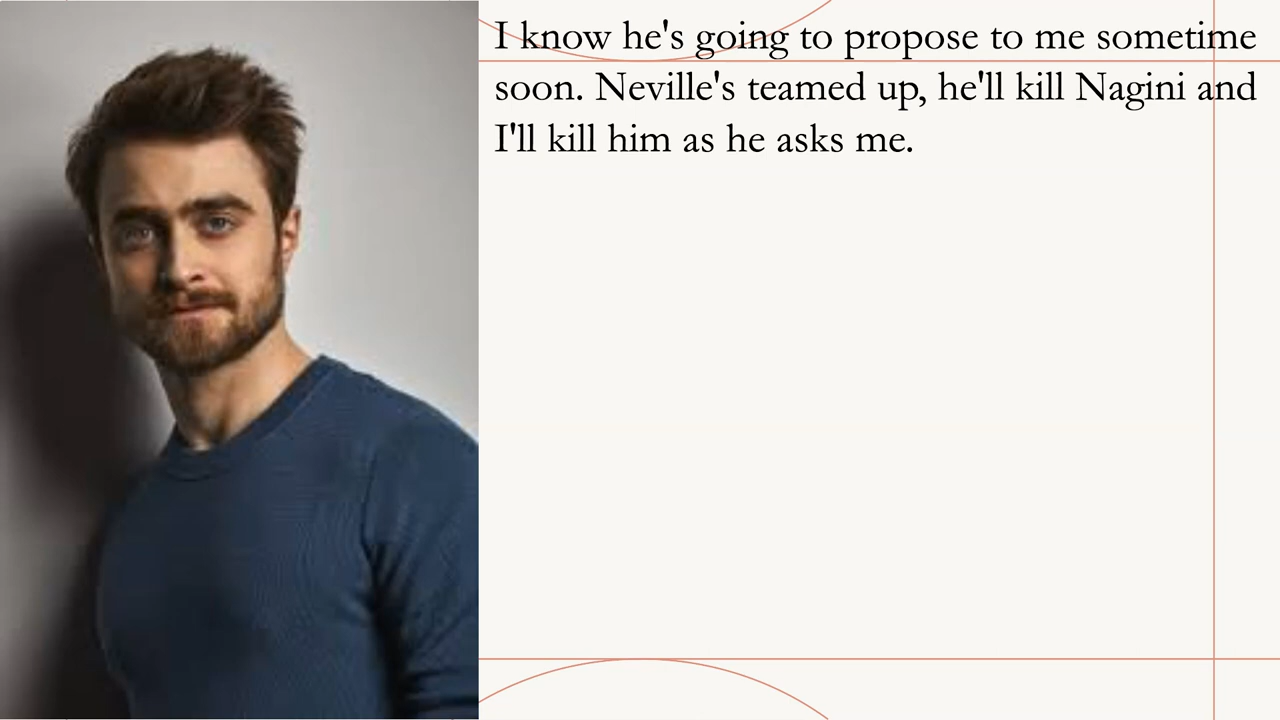 I know he's going to propose to me sometime
soon. Neville's teamed up, he'll kill Nagini and
I'll kill him as he asks me.